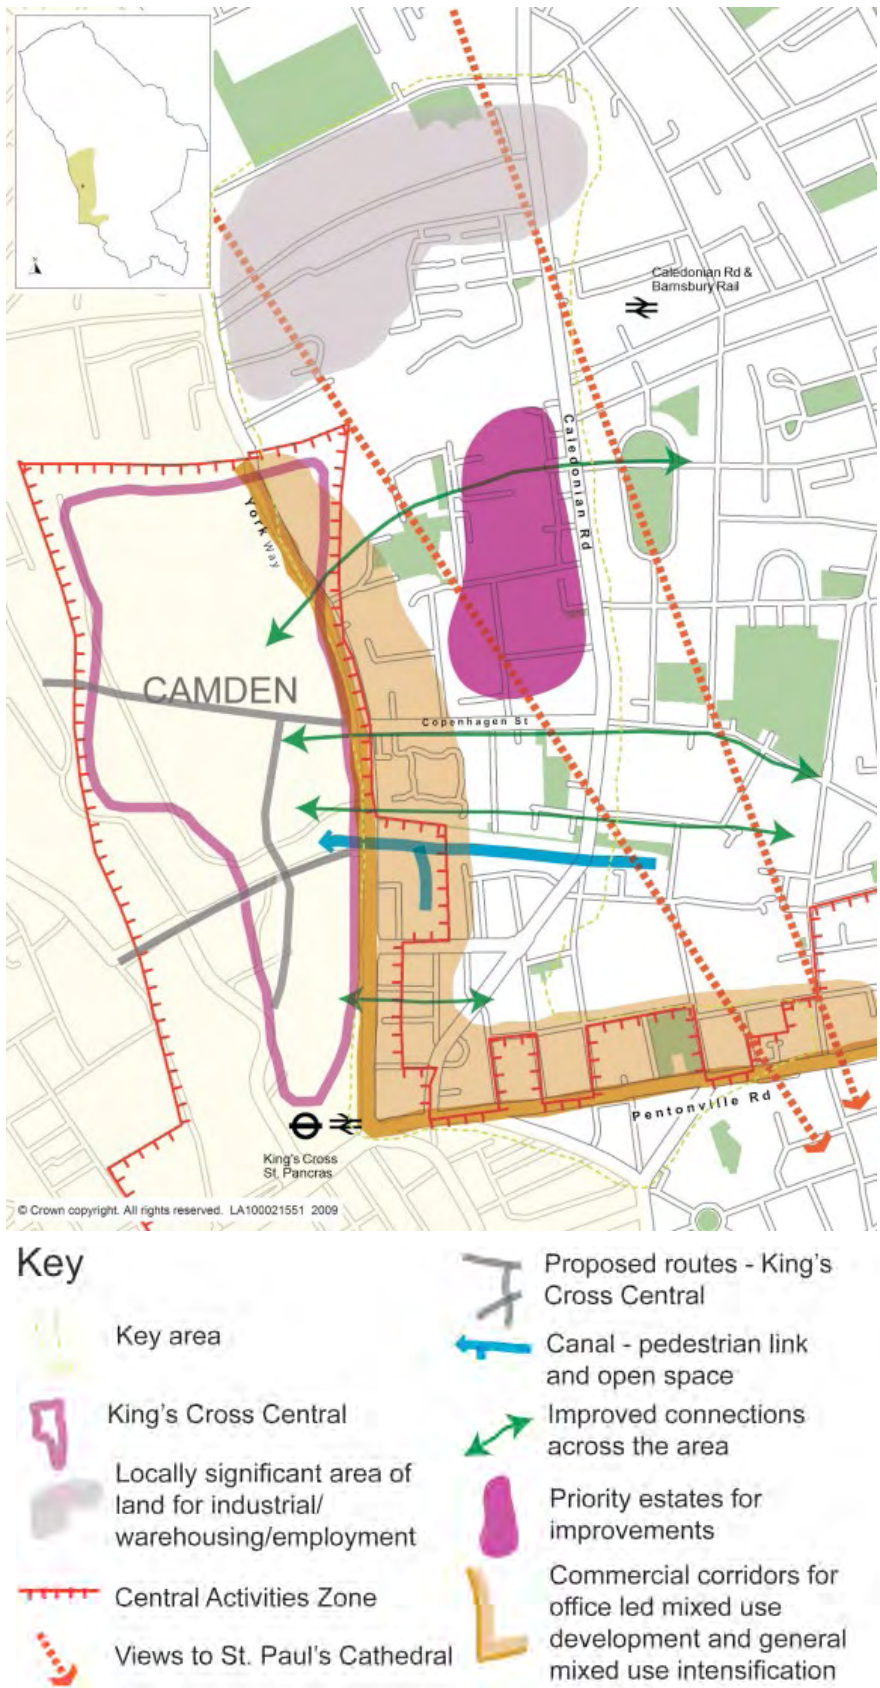 N
Caledonian Rd &
Barnsbury Rail
Caledonian Rd
York Way
CAMDEN
Copenhagen St
Pentonville Rd
King's Cross
St. Pancras
© Crown copyright. All rights reserved. LA100021551 2009
Key
Key area
King's Cross Central
Locally significant area of
land for industrial/
warehousing/employment
Central Activities Zone
Views to St. Paul's Cathedral
Proposed routes - King's
Cross Central
Canal - pedestrian link
and open space
Improved connections
across the area
Priority estates for
improvements
Commercial corridors for
office led mixed use
development and general
mixed use intensification